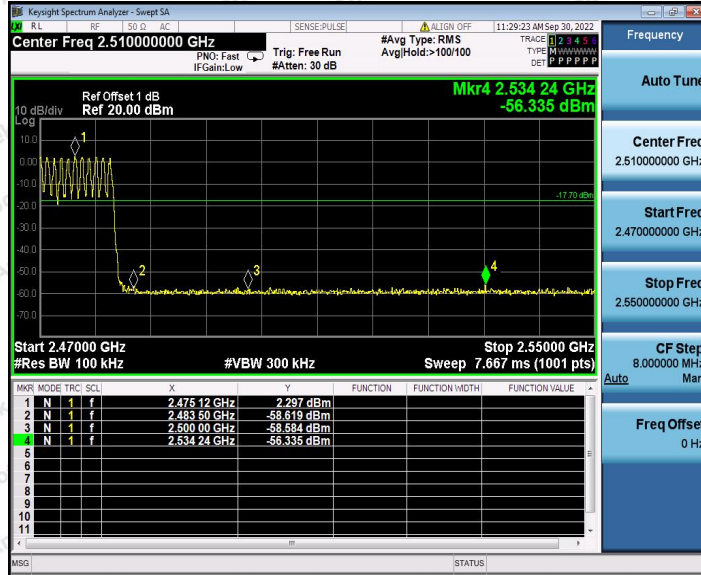 Keysight Spectrum Analyzer - Swept SA
LXI RL RF 50 Ω AC SENSE:PULSE ALIGN OFF 11:29:23 AM Sep 30, 2022
Center Freq 2.510000000 GHz #Avg Type: RMS TRACE 1 2 3 4 5 6
PNO: Fast Trig: Free Run Avg|Hold:>100/100 TYPE M W W W W W
IFGain:Low #Atten: 30 dB DET P P P P P P
Ref Offset 1 dB Mkr4 2.534 24 GHz
10 dB/div Ref 20.00 dBm -56.335 dBm
Log
10.0
0.00
-10.0
-20.0
-30.0
-40.0
-50.0
-60.0
-70.0
1
2
3
4
-17.70 dBm
Start 2.47000 GHz Stop 2.55000 GHz
#Res BW 100 kHz #VBW 300 kHz Sweep 7.667 ms (1001 pts)
MKR MODE TRC SCL X Y FUNCTION FUNCTION WIDTH FUNCTION VALUE
1 N 1 f 2.475 12 GHz 2.297 dBm
2 N 1 f 2.483 50 GHz -58.619 dBm
3 N 1 f 2.500 00 GHz -58.584 dBm
4 N 1 f 2.534 24 GHz -56.335 dBm
5
6
7
8
9
10
11
MSG STATUS
Frequency
Auto Tune
Center Freq
2.510000000 GHz
Start Freq
2.470000000 GHz
Stop Freq
2.550000000 GHz
CF Step
8.000000 MHz
Auto Man
Freq Offset
0 Hz